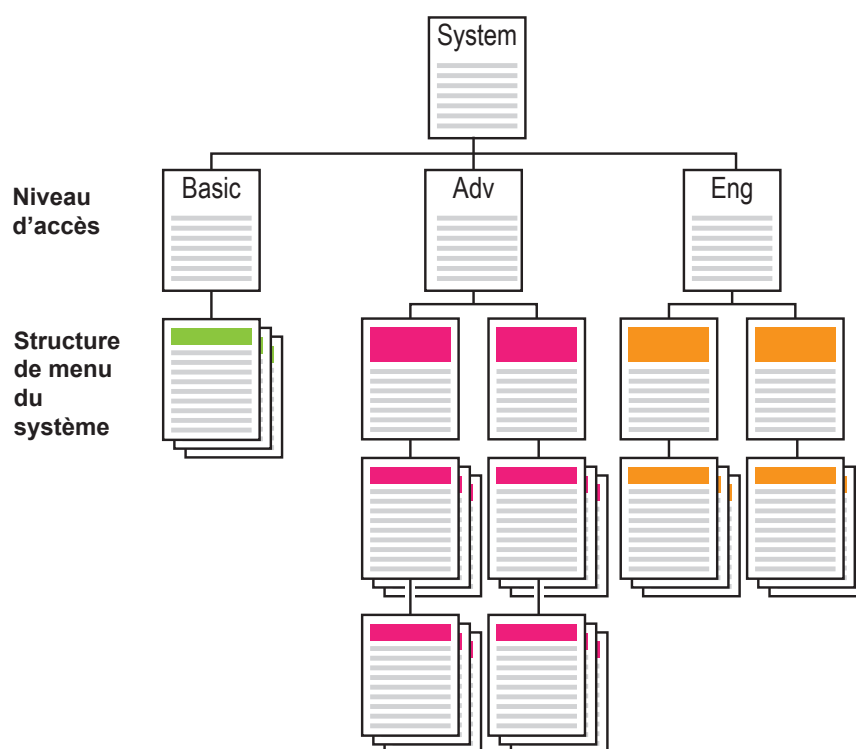 System
Niveau
d’accès
Basic
Adv
Eng
Structure
de menu
du
système